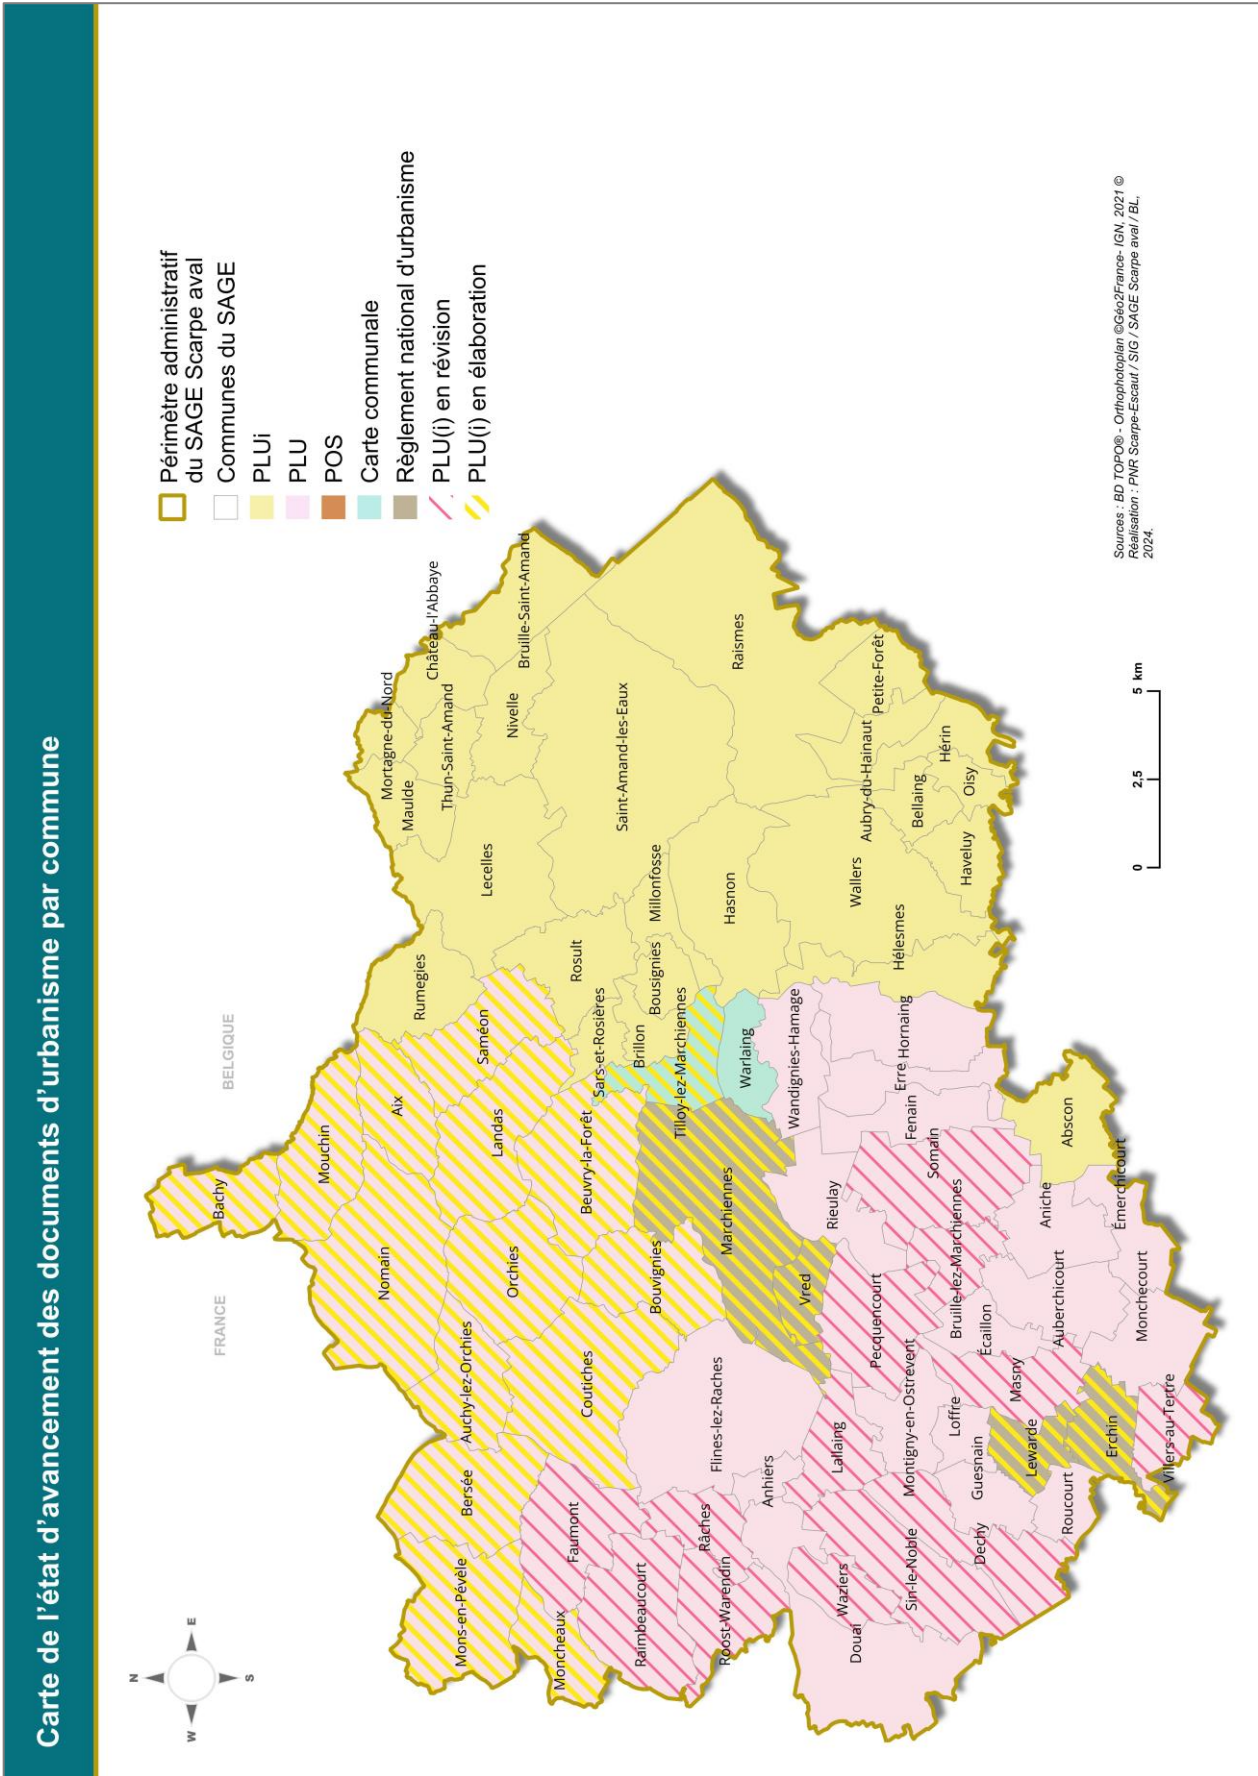 Carte de l'état d'avancement des documents d'urbanisme par commune
N
W
E
S
FRANCE
BELGIQUE
Périmètre administratif
du SAGE Scarpe aval
Communes du SAGE
PLUi
PLU
POS
Carte communale
Règlement national d'urbanisme
PLU(i) en révision
PLU(i) en élaboration
Bachy
Mouchin
Nomain
Aix
Rumegies
Mortagne-du-Nord
Maulde
Château-l'Abbaye
Thun-Saint-Amand
Bruille-Saint-Amand
Nivelle
Lecelles
Mons-en-Pévèle
Bersée
Auchy-lez-Orchies
Orchies
Landas
Saméon
Rosult
Saint-Amand-les-Eaux
Moncheaux
Faumont
Coutiches
Beuvry-la-Forêt
Sars-et-Rosières
Brillon
Bousignies
Millonfosse
Raimbeaucourt
Bouvignies
Tilloy-lez-Marchiennes
Raismes
Râches
Roost-Warendin
Flines-lez-Raches
Marchiennes
Warlaing
Hasnon
Anhiers
Vred
Wandignies-Hamage
Waziers
Douai
Lallaing
Pecquencourt
Rieulay
Wallers
Aubry-du-Hainaut
Petite-Forêt
Sin-le-Noble
Montigny-en-Ostrevent
Erre
Hornaing
Hélesmes
Fenain
Somain
Bruille-lez-Marchiennes
Bellaing
Hérin
Oisy
Haveluy
Loffre
Écaillon
Guesnain
Dechy
Masny
Lewarde
Auberchicourt
Aniche
Abscon
Roucourt
Erchin
Monchecourt
Émerchicourt
Villers-au-Tertre
0
2,5
5 km
Sources : BD TOPO® - Orthophotoplan ©Géo2France- IGN, 2021 ©
Réalisation : PNR Scarpe-Escaut / SIG / SAGE Scarpe aval / BL,
2024.